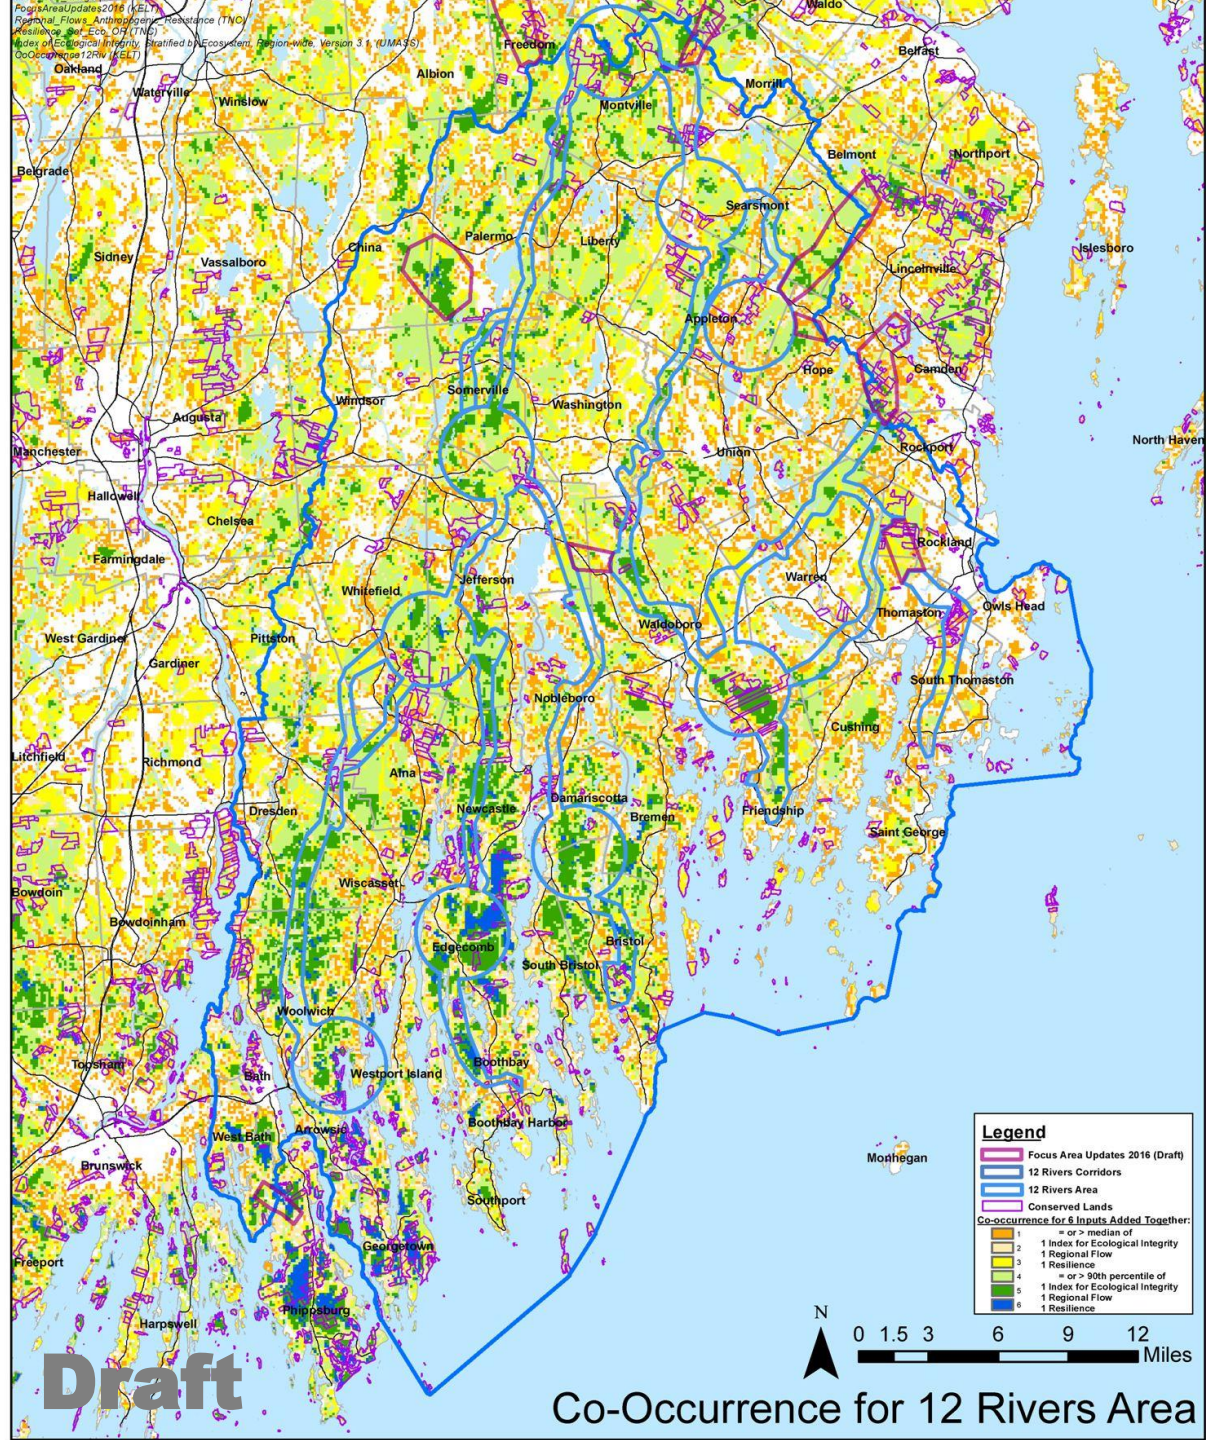 FocusAreaUpdates2016 (KELT)
Regional_Flows_Anthropogenic_Resistance (TNC)
Resilience_Set_Eco_OR (TNC)
Index of Ecological Integrity, Stratified by Ecosystem, Region-wide, Version 3.1, (UMASS)
CoOccurrence12Riv (KELT)
Waldo
Freedom
Belfast
Oakland
Albion
Waterville
Winslow
Morrill
Montville
Belgrade
Belmont
Northport
Searsmont
Sidney
Vassalboro
China
Palermo
Liberty
Islesboro
Lincolnville
Appleton
Hope
Camden
Somerville
Windsor
Washington
Augusta
Manchester
Union
Rockport
North Haven
Hallowell
Chelsea
Farmingdale
Rockland
Jefferson
Whitefield
Warren
Thomaston
Owls Head
West Gardiner
Pittston
Waldoboro
Gardiner
Nobleboro
South Thomaston
Cushing
Litchfield
Richmond
Alna
Dresden
Newcastle
Damariscotta
Bremen
Friendship
Saint George
Bowdoin
Wiscasset
Bowdoinham
Edgecomb
Bristol
South Bristol
Woolwich
Topsham
Bath
Westport Island
Boothbay
Boothbay Harbor
West Bath
Arrowsic
Brunswick
Monhegan
Southport
Georgetown
Freeport
Phippsburg
Harpswell
Legend
Focus Area Updates 2016 (Draft)
12 Rivers Corridors
12 Rivers Area
Conserved Lands
Co-occurrence for 6 Inputs Added Together:
1 = or > median of
1 Index for Ecological Integrity
2 1 Regional Flow
3 1 Resilience
4 = or > 90th percentile of
5 1 Index for Ecological Integrity
1 Regional Flow
6 1 Resilience
N
0 1.5 3 6 9 12
Miles
Draft
Co-Occurrence for 12 Rivers Area